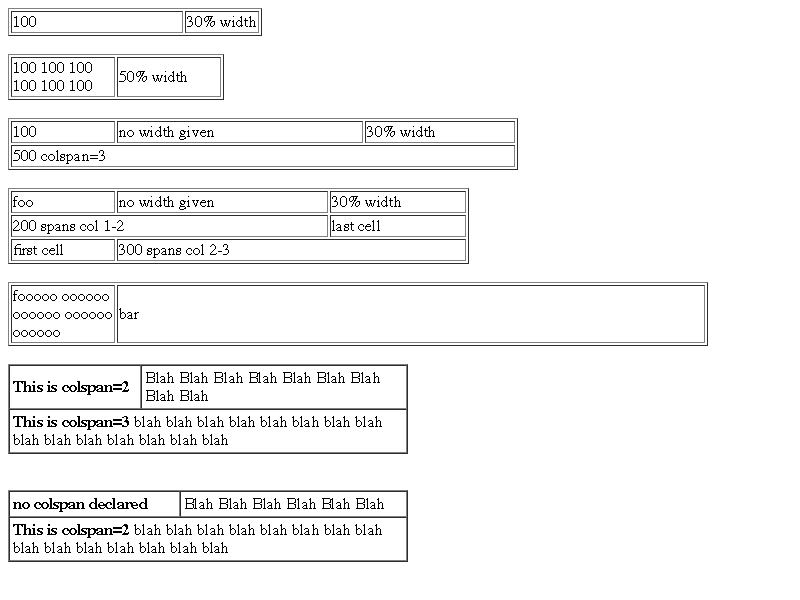 100 30% width
100 100 100
100 100 100 50% width
100 no width given 30% width
500 colspan=3
foo no width given 30% width
200 spans col 1-2 last cell
first cell 300 spans col 2-3
fooooo oooooo
oooooo oooooo bar
oooooo
This is colspan=2 Blah Blah Blah Blah Blah Blah Blah
Blah Blah
This is colspan=3 blah blah blah blah blah blah blah blah
blah blah blah blah blah blah blah
no colspan declared Blah Blah Blah Blah Blah Blah
This is colspan=2 blah blah blah blah blah blah blah blah
blah blah blah blah blah blah blah